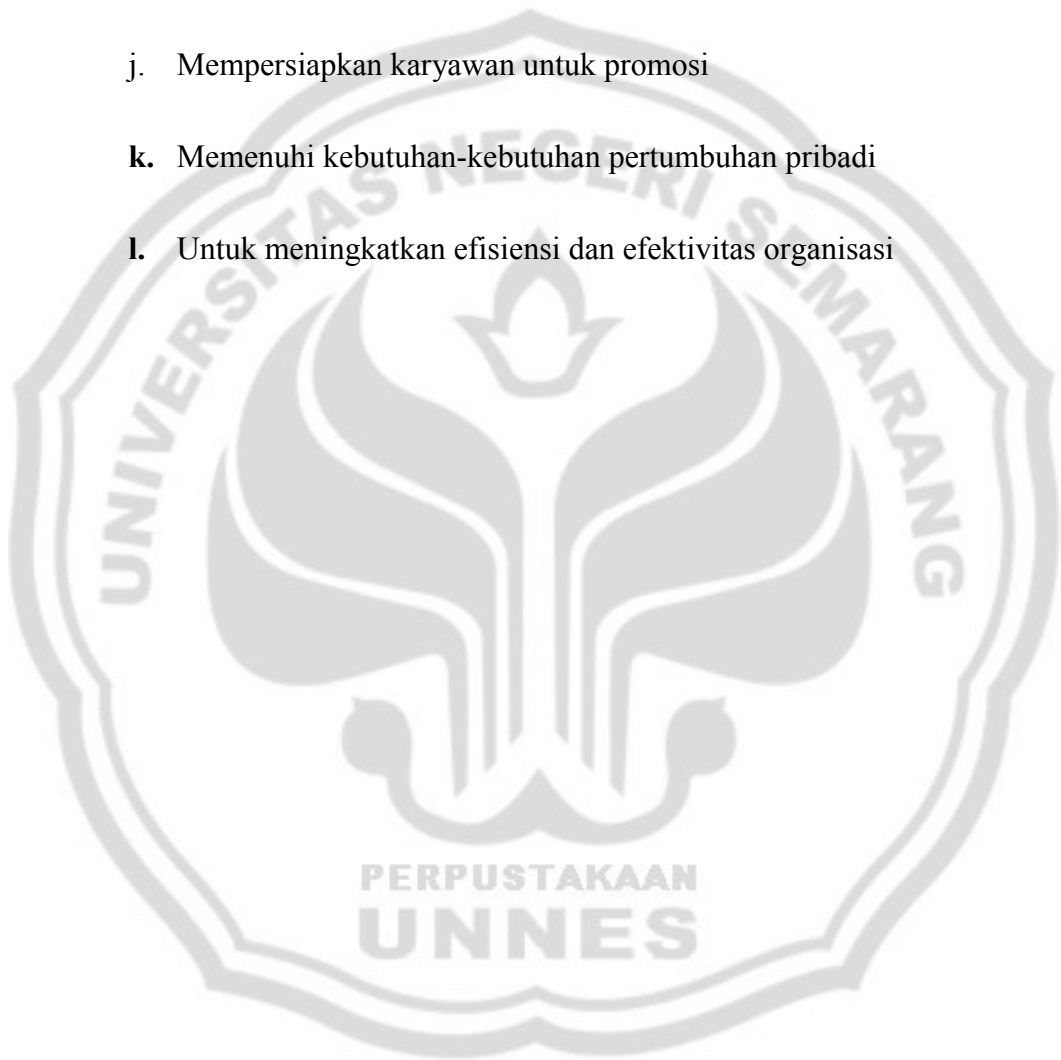 j. Mempersiapkan karyawan untuk promosi
k. Memenuhi kebutuhan-kebutuhan pertumbuhan pribadi
l. Untuk meningkatkan efisiensi dan efektivitas organisasi
UNIVERSITAS NEGERI SEMARANG
PERPUSTAKAAN
UNNES